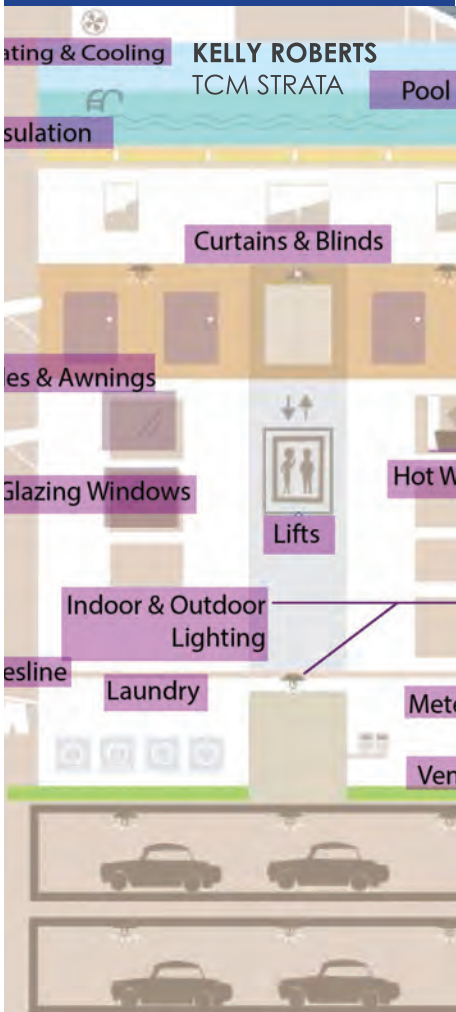 ating & Cooling
KELLY ROBERTS
TCM STRATA
Pool
sulation
Curtains & Blinds
les & Awnings
Glazing Windows
Hot W
Lifts
Indoor & Outdoor
Lighting
esline
Laundry
Mete
Ven